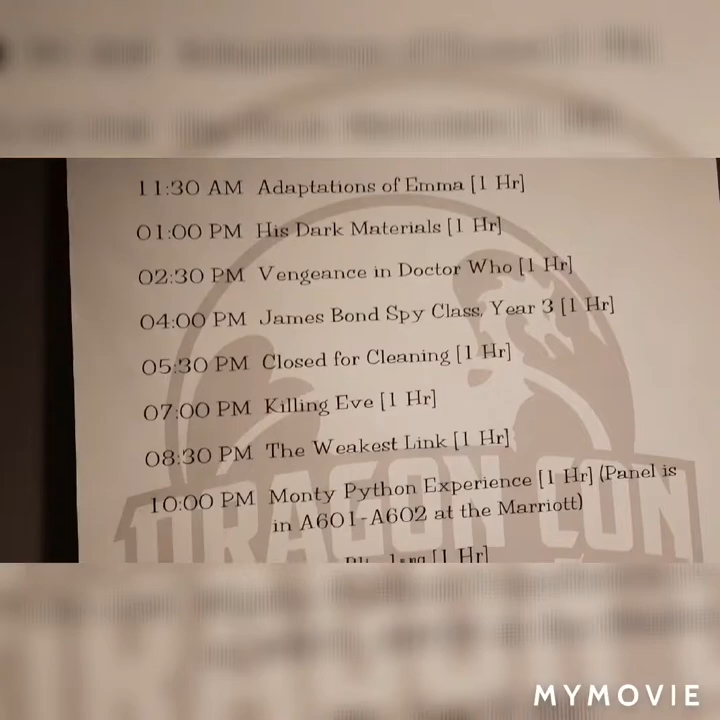 11:30 AM Adaptations of Emma [1 Hr]
01:00 PM His Dark Materials [1 Hr]
02:30 PM Vengeance in Doctor Who [1 Hr]
04:00 PM James Bond Spy Class, Year 3 [1 Hr]
05:30 PM Closed for Cleaning [1 Hr]
07:00 PM Killing Eve [1 Hr]
08:30 PM The Weakest Link [1 Hr]
10:00 PM Monty Python Experience [1 Hr] (Panel is
in A601-A602 at the Marriott)
DRAGON CON
[1 Hr]
MYMOVIE